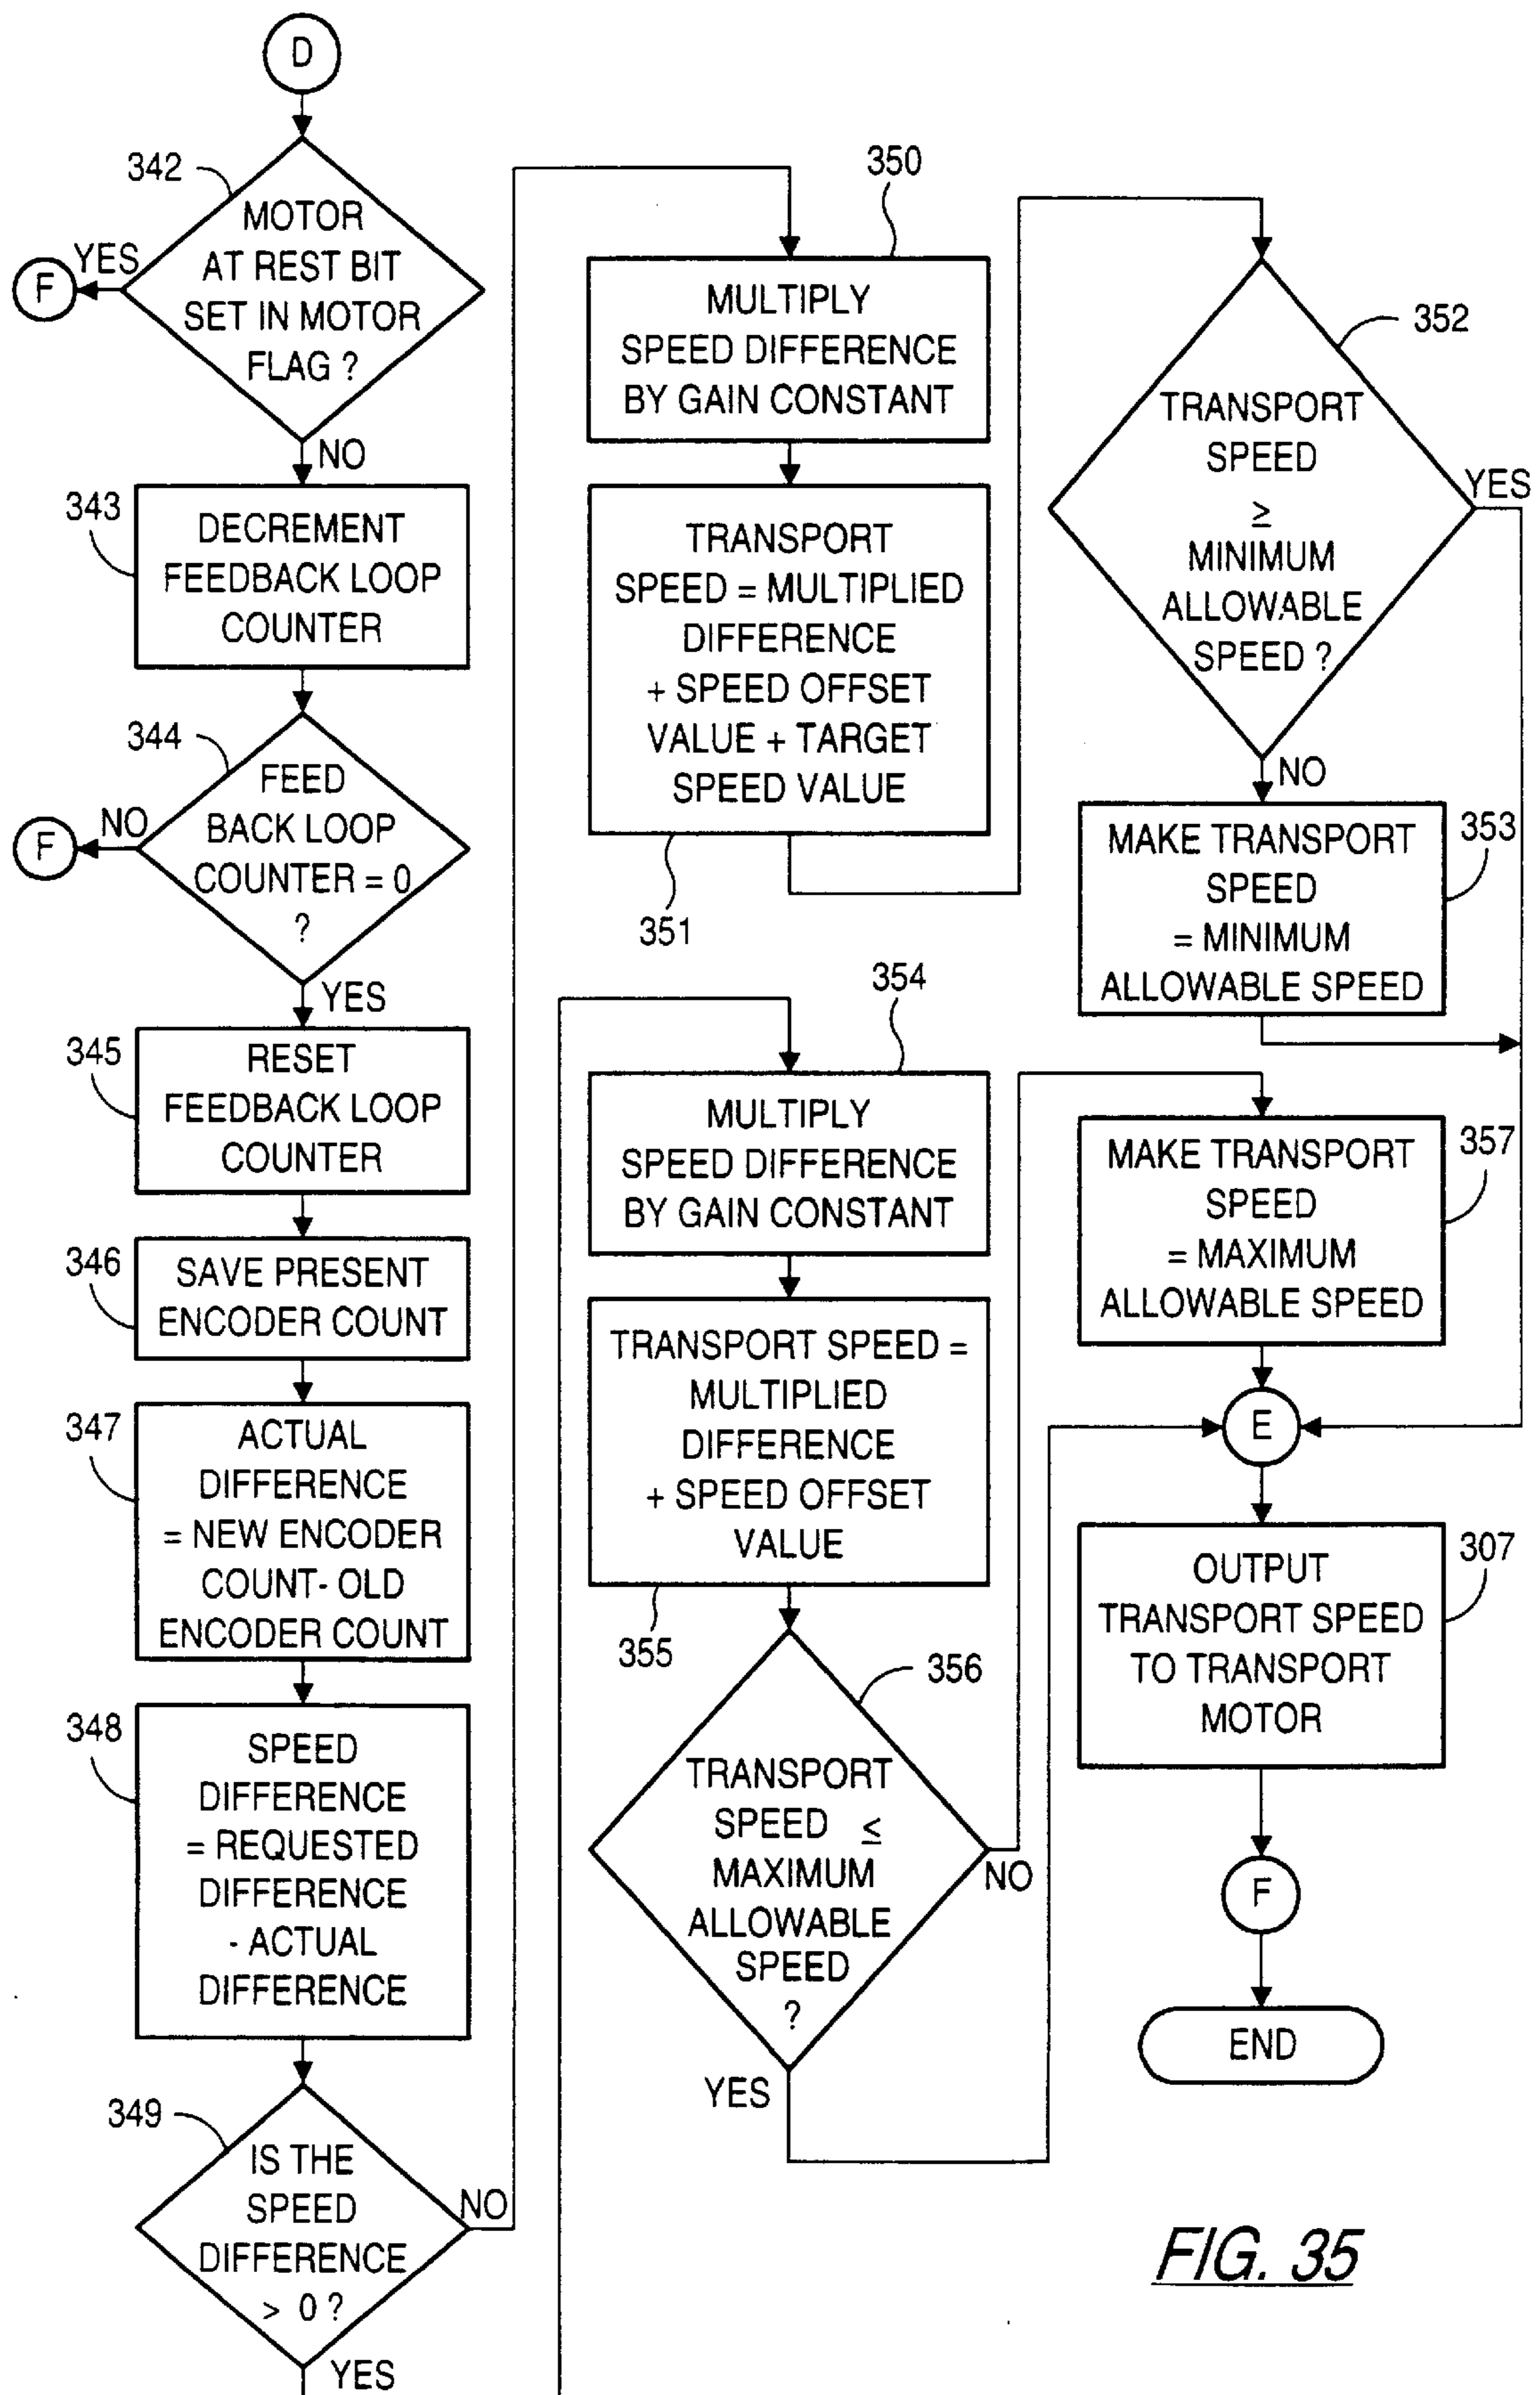 D
342
MOTOR
AT REST BIT
SET IN MOTOR
FLAG ?
YES
F
NO
343
DECREMENT
FEEDBACK LOOP
COUNTER
344
FEED
BACK LOOP
COUNTER = 0
?
NO
F
YES
345
RESET
FEEDBACK LOOP
COUNTER
346
SAVE PRESENT
ENCODER COUNT
347
ACTUAL
DIFFERENCE
= NEW ENCODER
COUNT- OLD
ENCODER COUNT
348
SPEED
DIFFERENCE
= REQUESTED
DIFFERENCE
- ACTUAL
DIFFERENCE
349
IS THE
SPEED
DIFFERENCE
> 0 ?
NO
YES
350
MULTIPLY
SPEED DIFFERENCE
BY GAIN CONSTANT
TRANSPORT
SPEED = MULTIPLIED
DIFFERENCE
+ SPEED OFFSET
VALUE + TARGET
SPEED VALUE
351
352
TRANSPORT
SPEED
≥
MINIMUM
ALLOWABLE
SPEED ?
YES
NO
353
MAKE TRANSPORT
SPEED
= MINIMUM
ALLOWABLE SPEED
354
MULTIPLY
SPEED DIFFERENCE
BY GAIN CONSTANT
TRANSPORT SPEED =
MULTIPLIED
DIFFERENCE
+ SPEED OFFSET
VALUE
355
356
TRANSPORT
SPEED ≤
MAXIMUM
ALLOWABLE
SPEED
?
NO
YES
357
MAKE TRANSPORT
SPEED
= MAXIMUM
ALLOWABLE SPEED
E
307
OUTPUT
TRANSPORT SPEED
TO TRANSPORT
MOTOR
F
END
FIG. 35